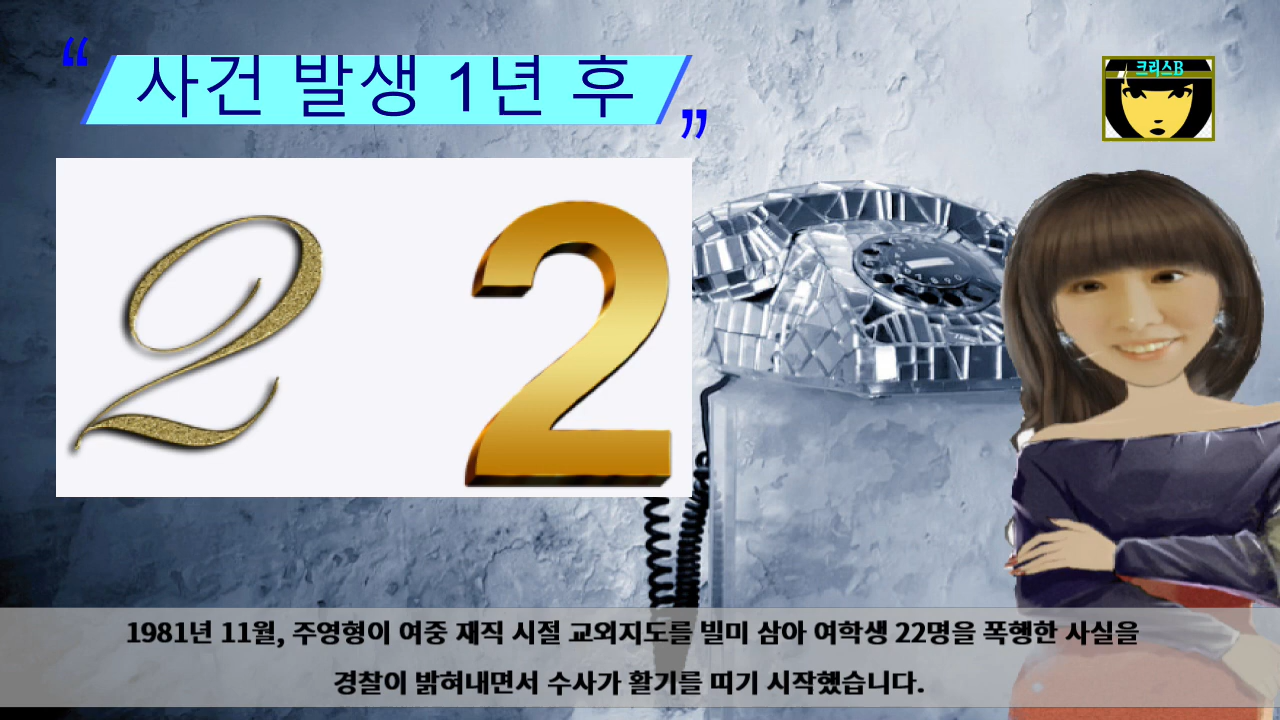 “ 사건 발생 1년 후 ”
크리스B
2 2
1981년 11월, 주영형이 여중 재직 시절 교외지도를 빌미 삼아 여학생 22명을 폭행한 사실을
경찰이 밝혀내면서 수사가 활기를 띠기 시작했습니다.